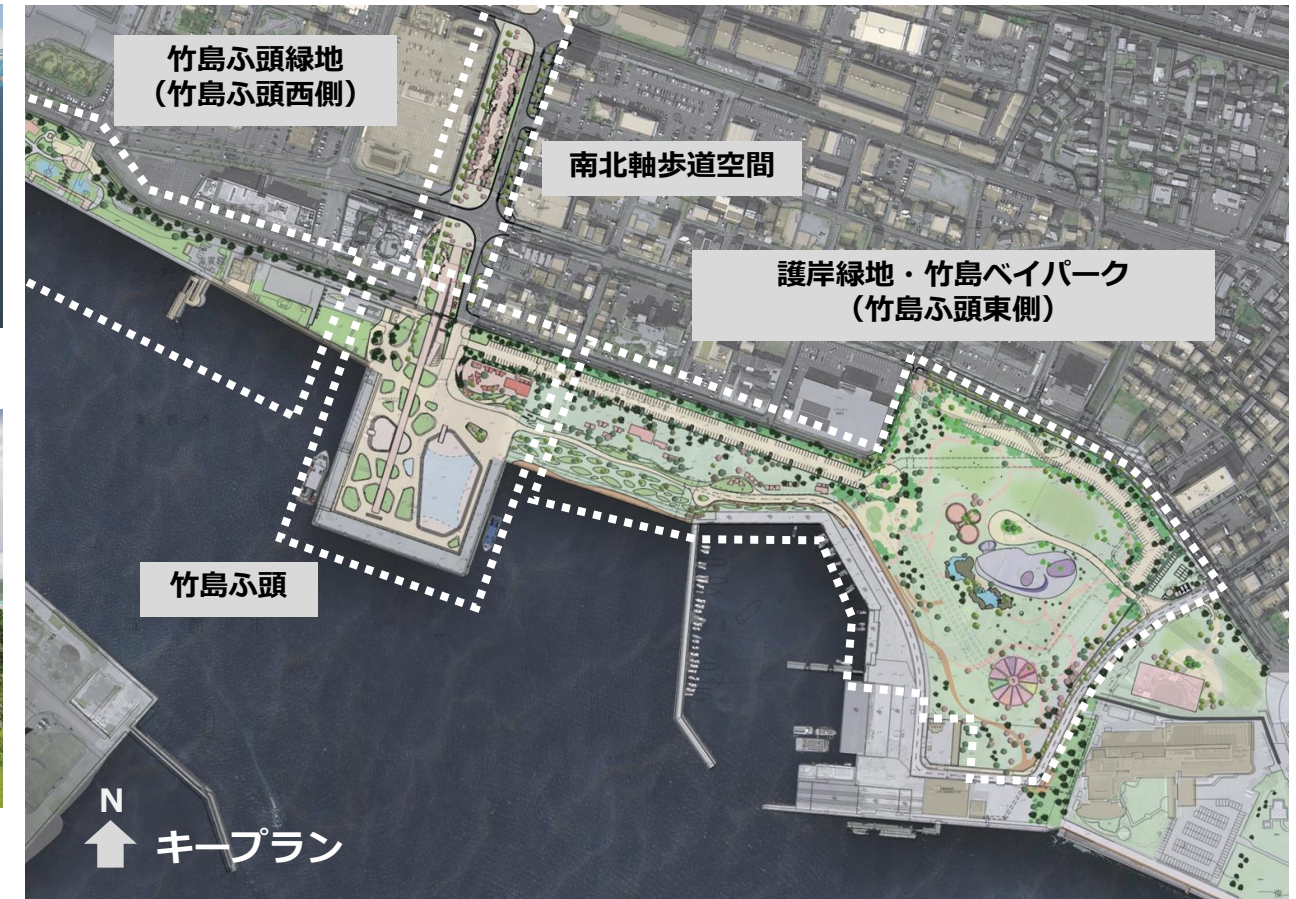 竹島ふ頭緑地
（竹島ふ頭西側）
南北軸歩道空間
護岸緑地・竹島ベイパーク
（竹島ふ頭東側）
竹島ふ頭
N
キープラン